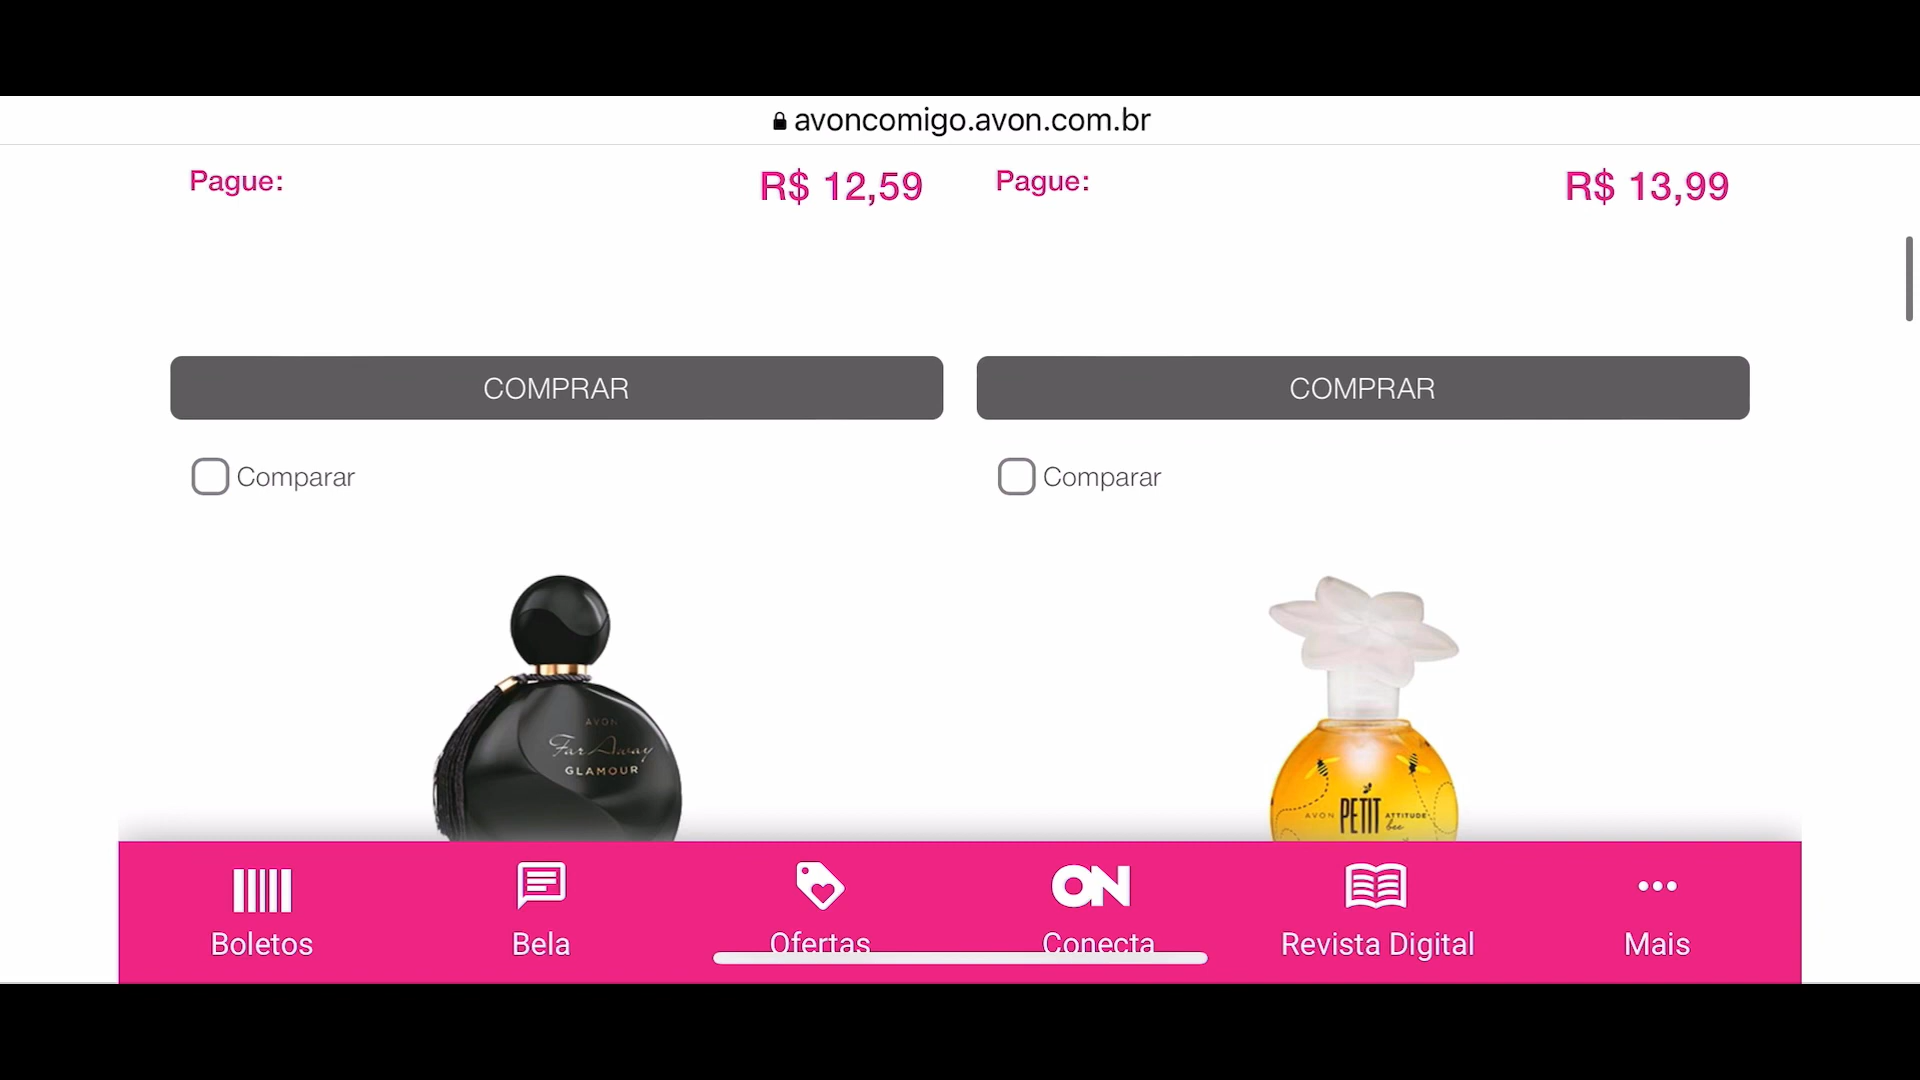 avoncomigo.avon.com.br
Pague: R$ 12,59 Pague: R$ 13,99
COMPRAR COMPRAR
Comparar Comparar
AVON
Far Away
GLAMOUR
AVON PETIT ATTITUDE
bee
ON
Boletos Bela Ofertas Conecta Revista Digital Mais